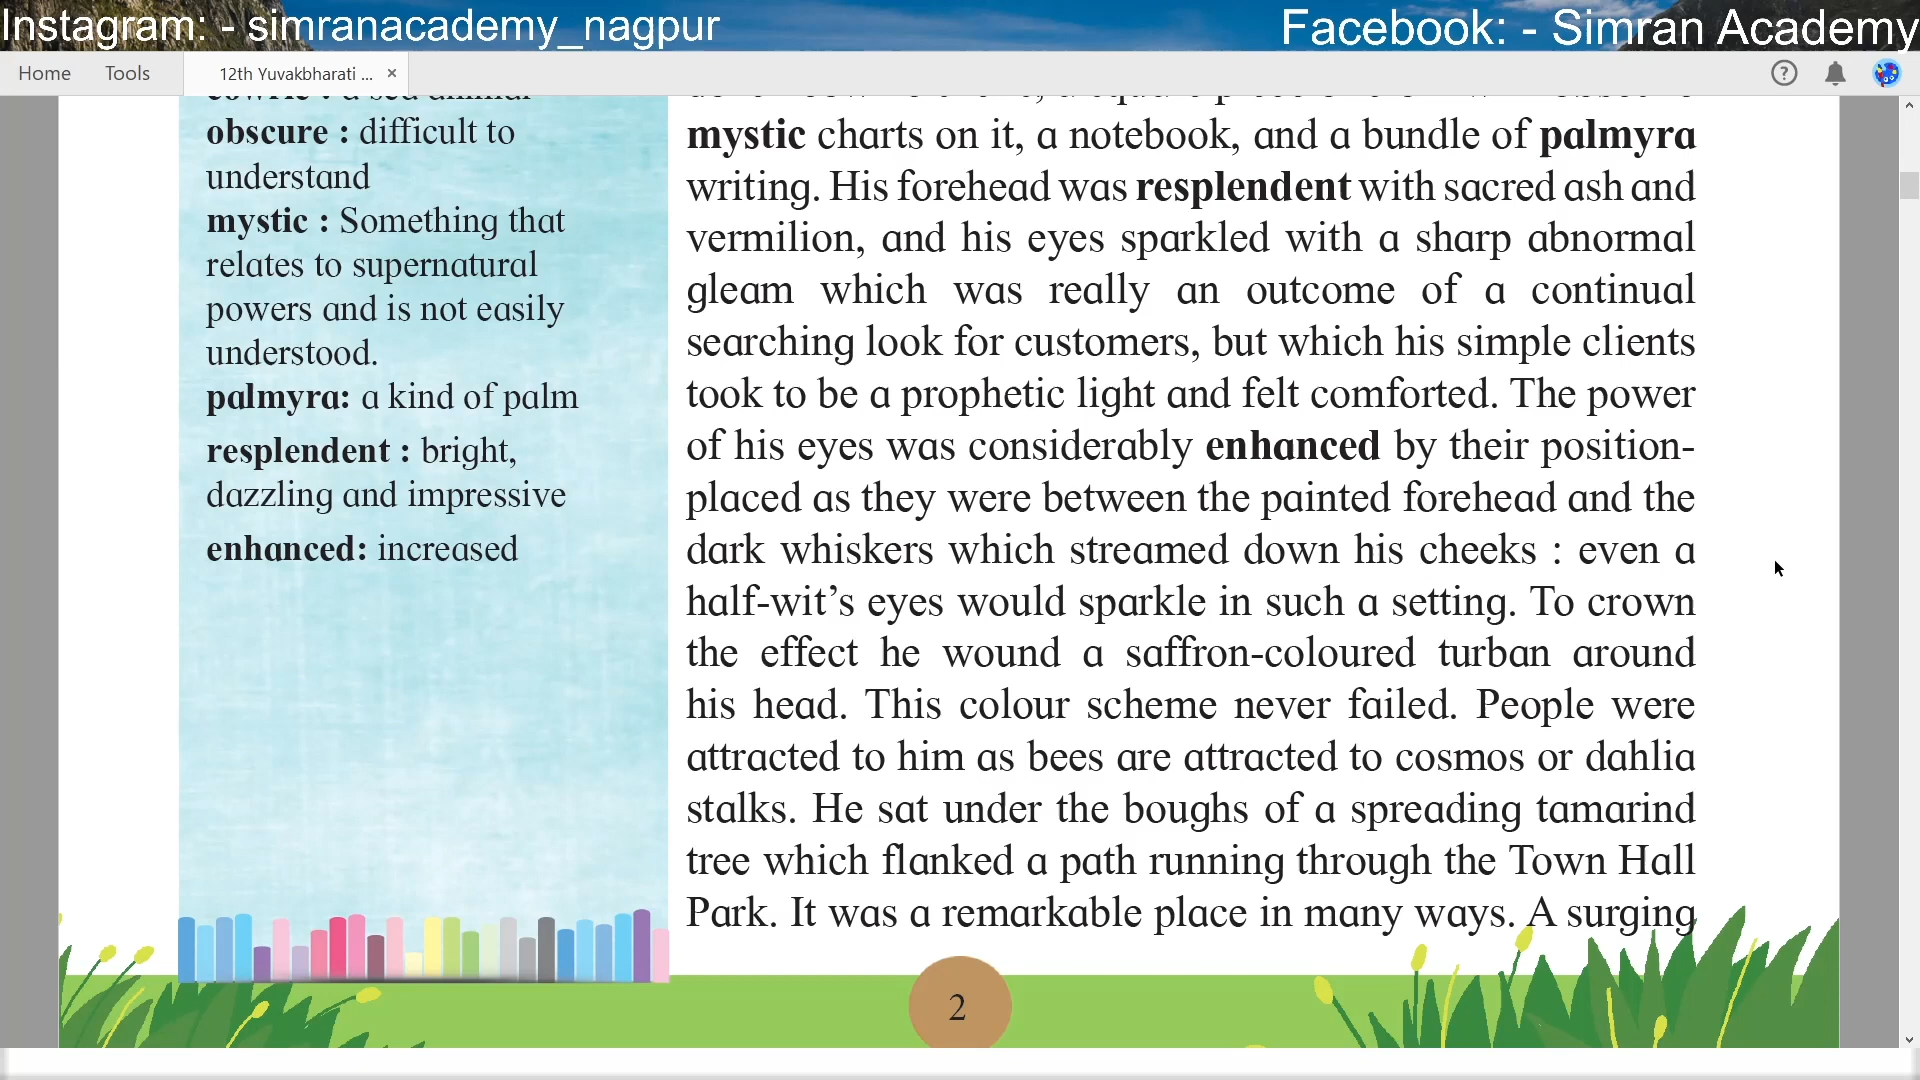 Instagram: - simranacademy_nagpur
Facebook: - Simran Academy
Home
Tools
12th Yuvakbharati ...
obscure : difficult to
understand
mystic : Something that
relates to supernatural
powers and is not easily
understood.
palmyra: a kind of palm
resplendent : bright,
dazzling and impressive
enhanced: increased
mystic charts on it, a notebook, and a bundle of palmyra
writing. His forehead was resplendent with sacred ash and
vermilion, and his eyes sparkled with a sharp abnormal
gleam which was really an outcome of a continual
searching look for customers, but which his simple clients
took to be a prophetic light and felt comforted. The power
of his eyes was considerably enhanced by their position-
placed as they were between the painted forehead and the
dark whiskers which streamed down his cheeks : even a
half-wit’s eyes would sparkle in such a setting. To crown
the effect he wound a saffron-coloured turban around
his head. This colour scheme never failed. People were
attracted to him as bees are attracted to cosmos or dahlia
stalks. He sat under the boughs of a spreading tamarind
tree which flanked a path running through the Town Hall
Park. It was a remarkable place in many ways. A surging
2